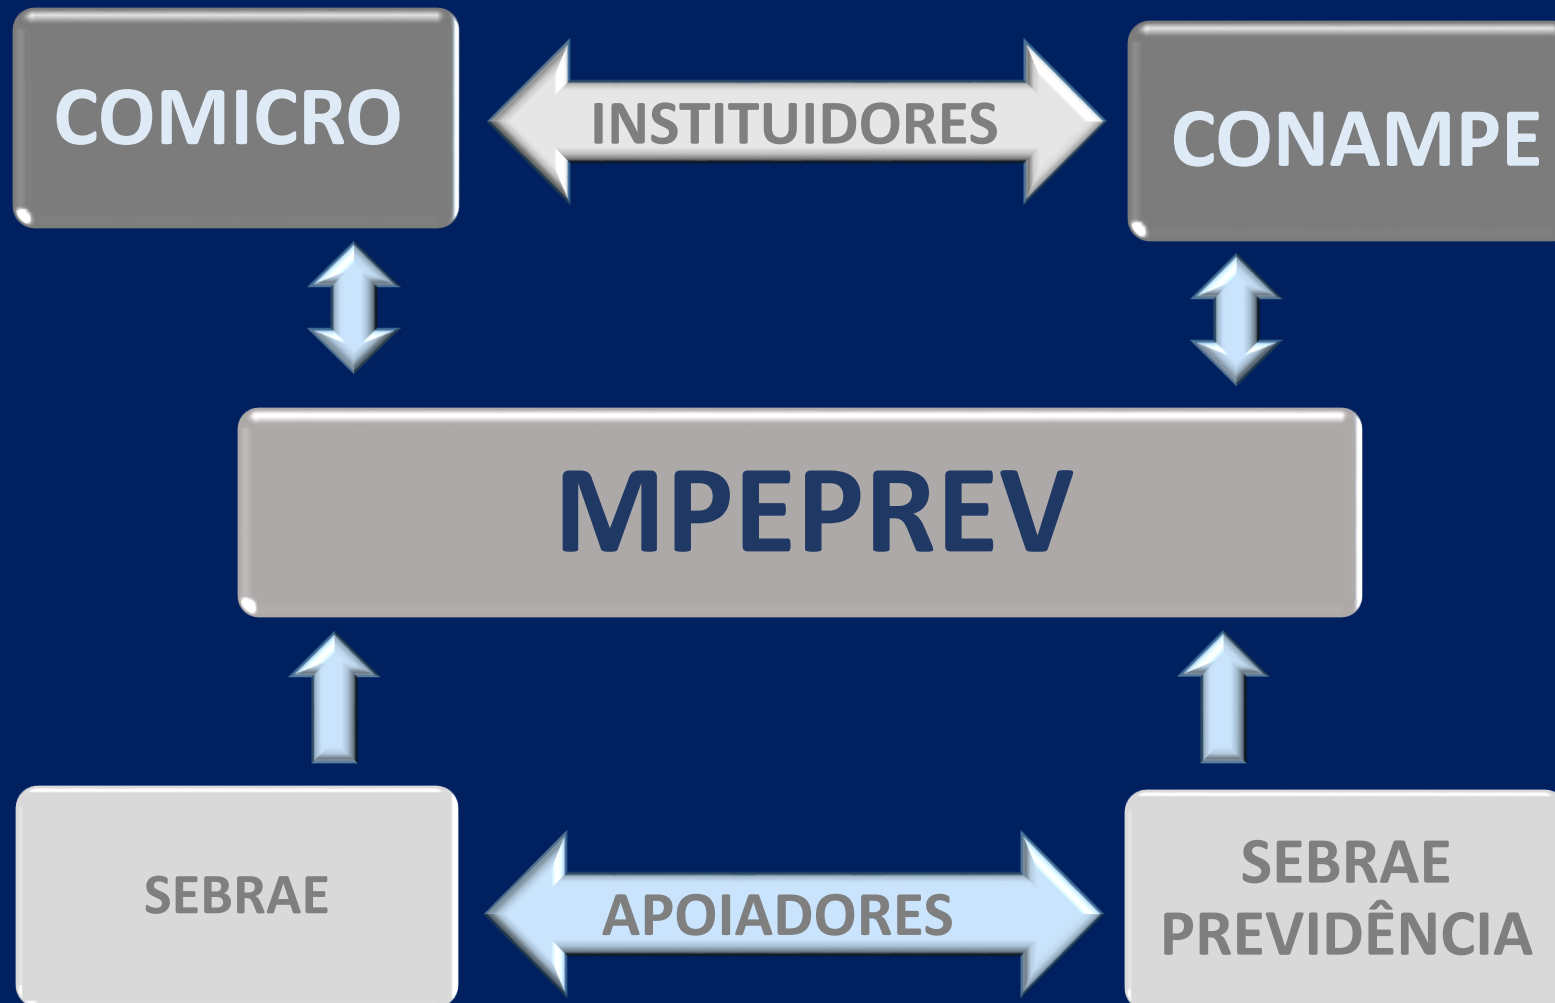 COMICRO
INSTITUIDORES
CONAMPE
MPEPREV
SEBRAE
APOIADORES
SEBRAE
PREVIDÊNCIA